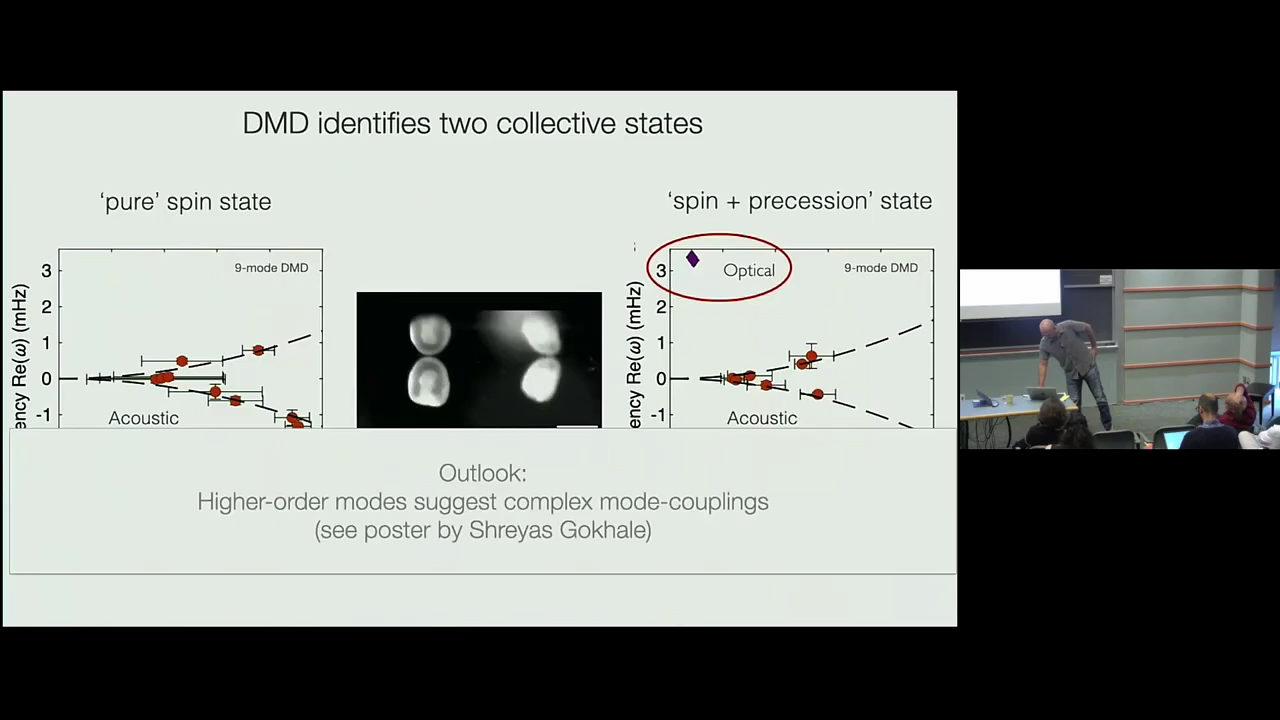 DMD identifies two collective states
'pure' spin state
'spin + precession' state
9-mode DMD
3
2
1
0
-1
ency Re(ω) (mHz)
Acoustic
Optical
9-mode DMD
3
2
1
0
-1
ency Re(ω) (mHz)
Acoustic
Outlook:
Higher-order modes suggest complex mode-couplings
(see poster by Shreyas Gokhale)